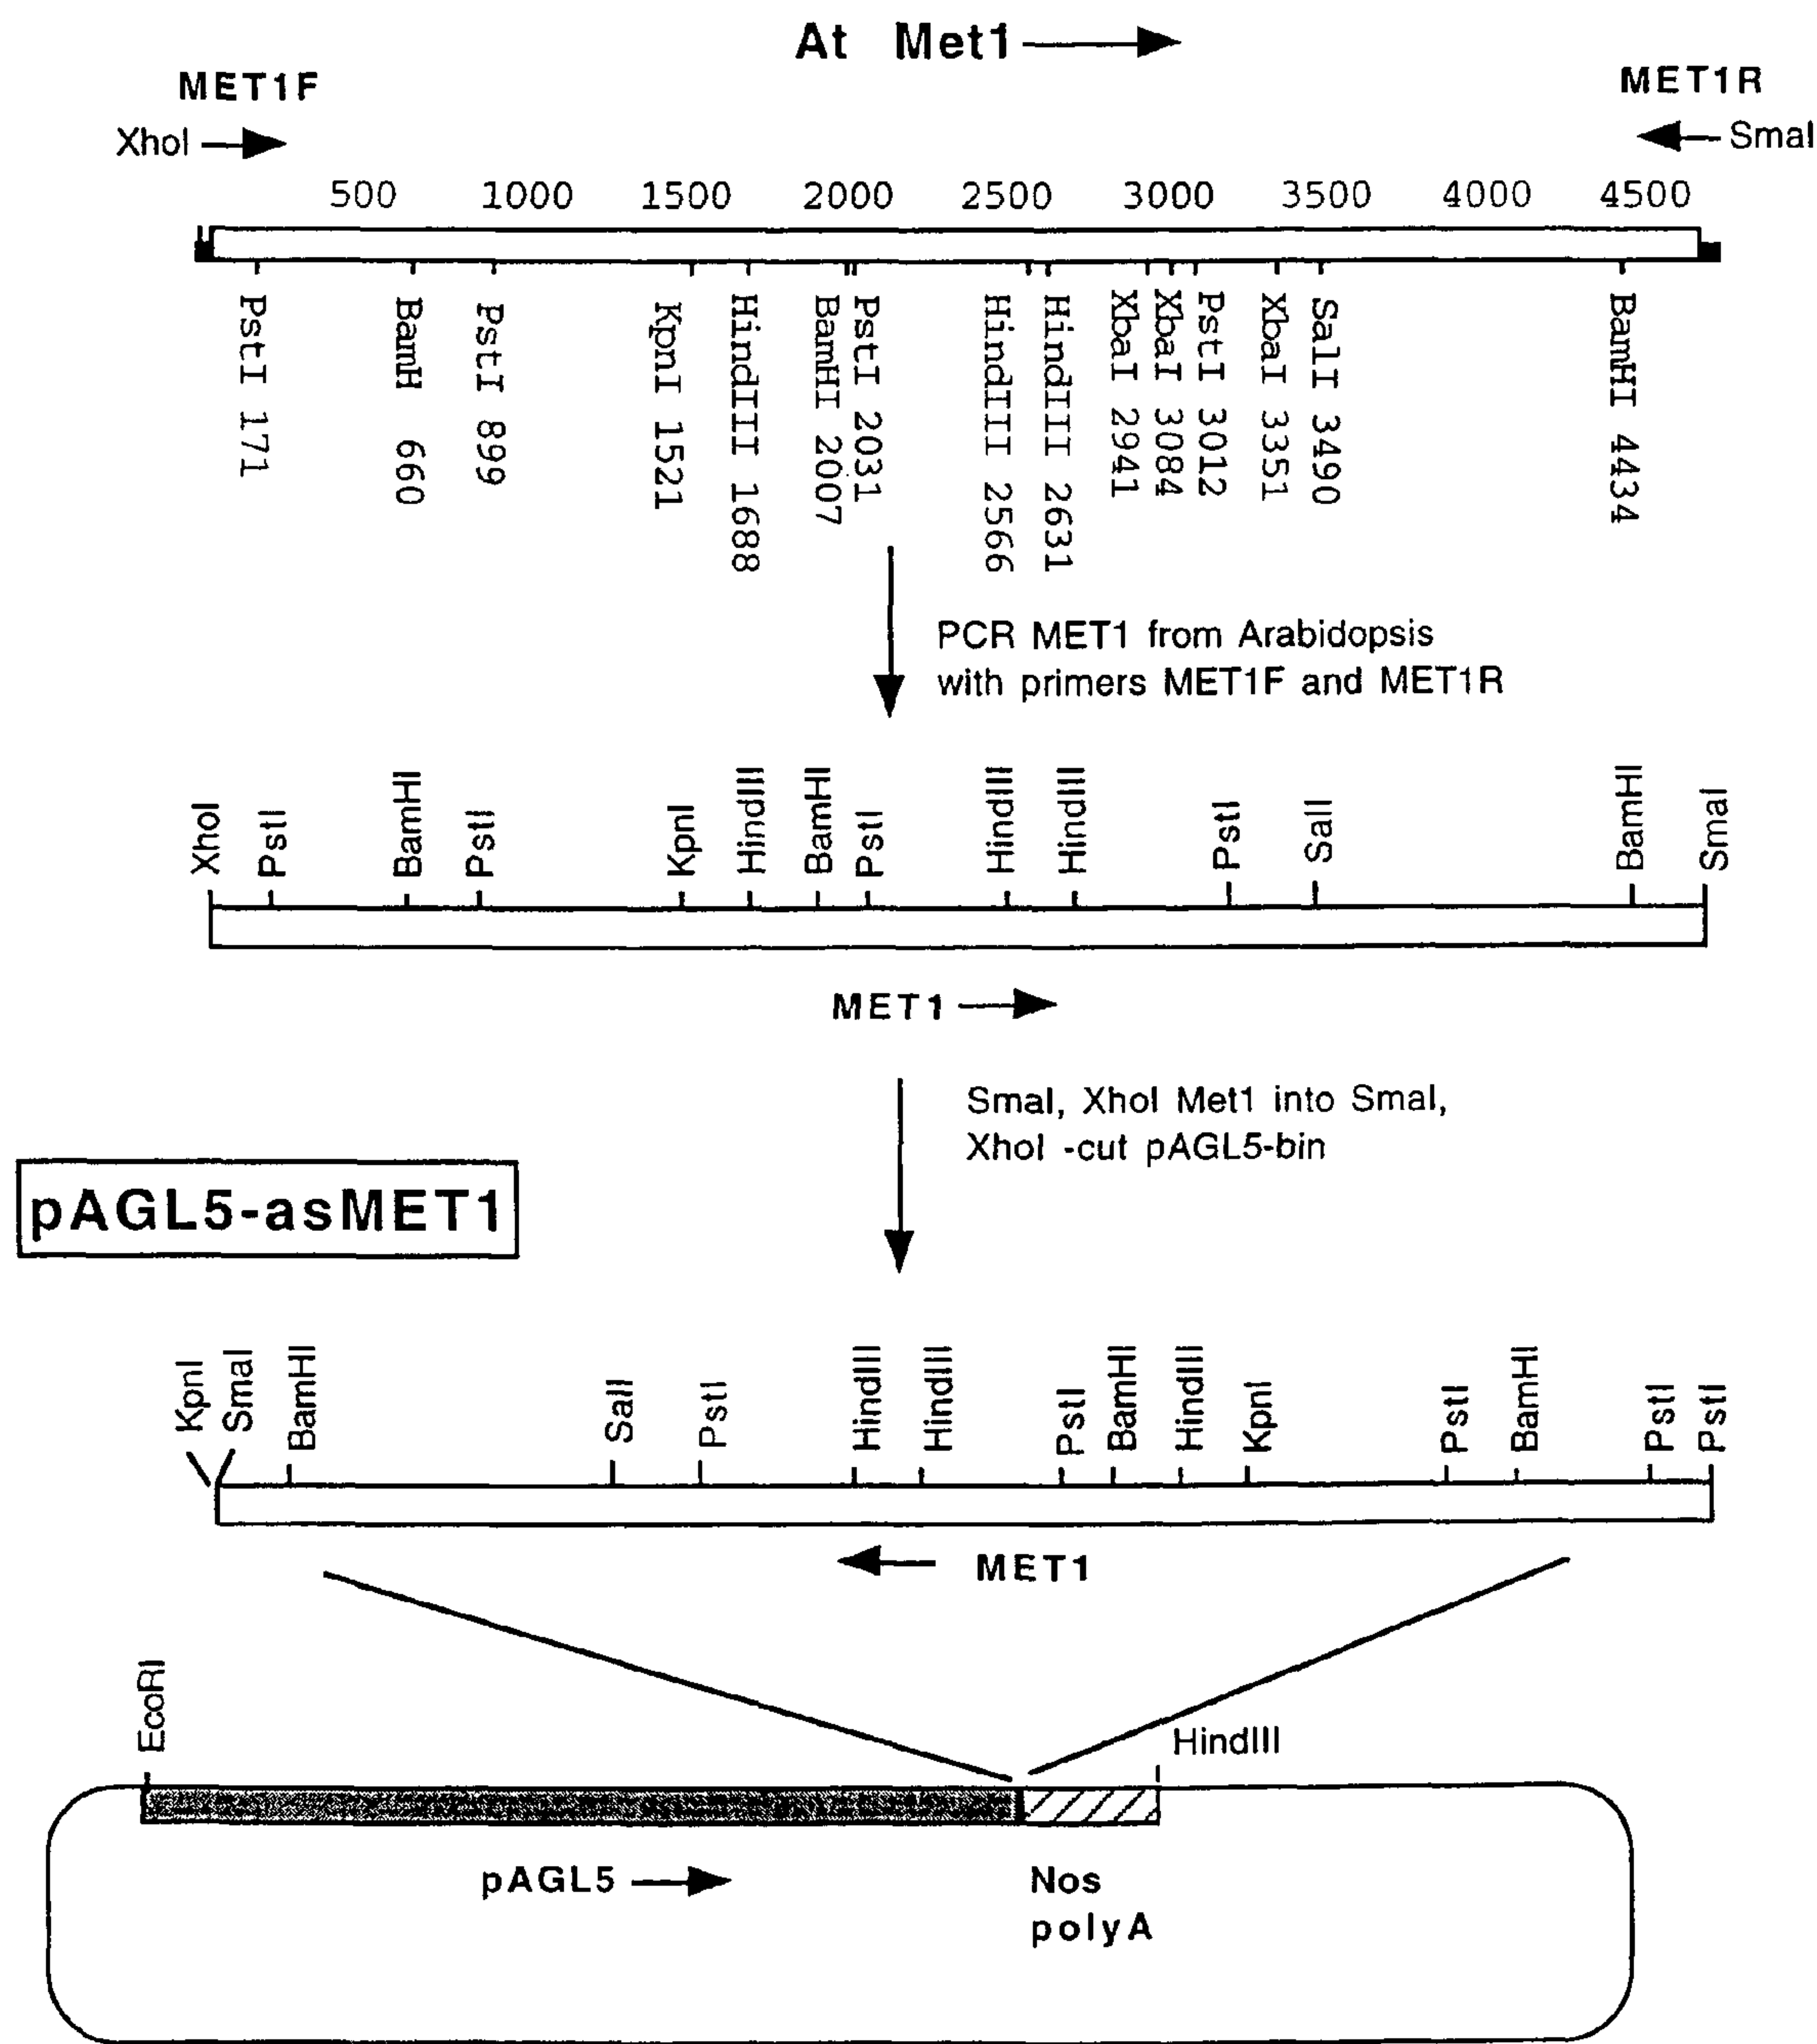 At Met1
MET1F
MET1R
XhoI
SmaI
500 1000 1500 2000 2500 3000 3500 4000 4500
PstI 171
BamH 660
PstI 899
KpnI 1521
HindIII 1688
BamHI 2007
PstI 2031
HindIII 2566
HindIII 2631
XbaI 2941
XbaI 3084
PstI 3012
XbaI 3351
SalI 3490
BamHI 4434
PCR MET1 from Arabidopsis
with primers MET1F and MET1R
XhoI
PstI
BamHI
PstI
KpnI
HindIII
BamHI
PstI
HindIII
HindIII
PstI
SalI
BamHI
SmaI
MET1
SmaI, XhoI Met1 into SmaI,
XhoI -cut pAGL5-bin
pAGL5-asMET1
KpnI
SmaI
BamHI
SalI
PstI
HindIII
HindIII
PstI
BamHI
HindIII
KpnI
PstI
BamHI
PstI
PstI
MET1
EcoRI
HindIII
pAGL5
Nos
polyA